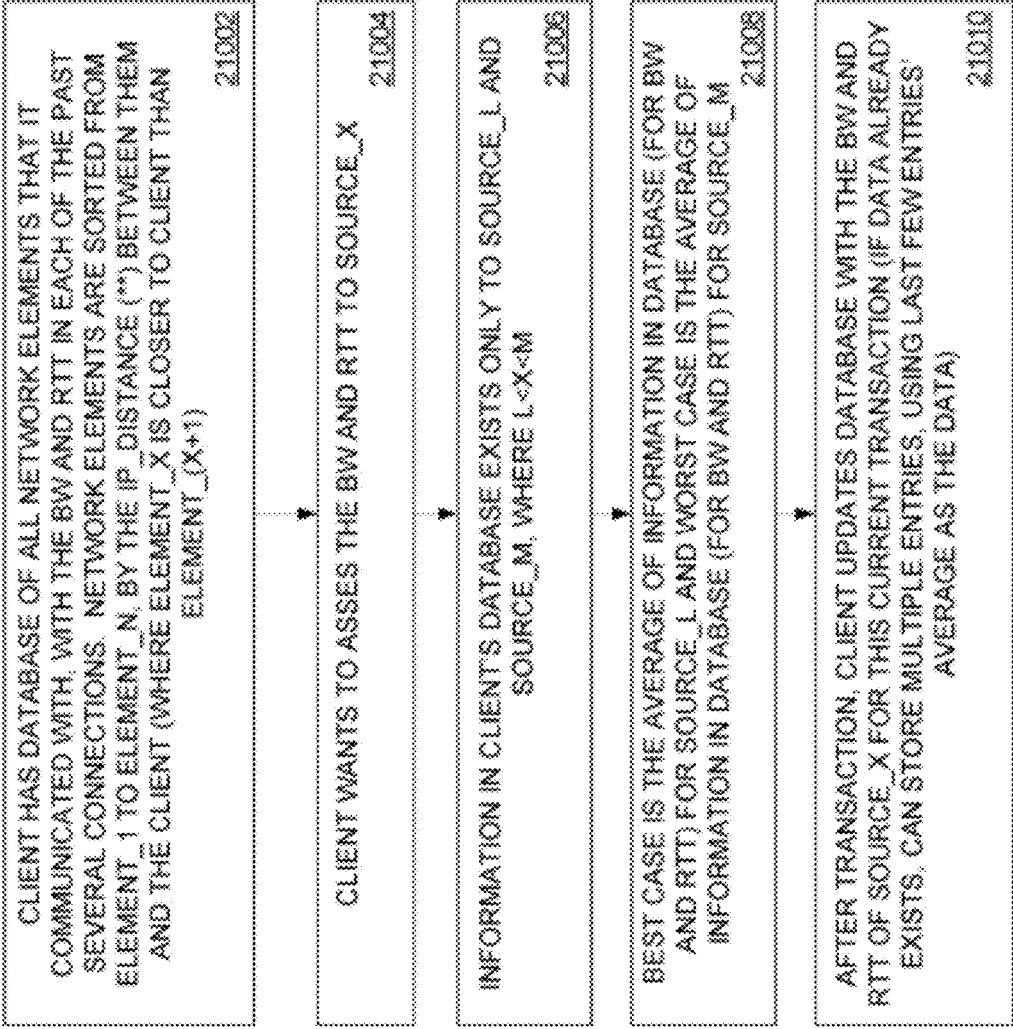 CLIENT HAS DATABASE OF ALL NETWORK ELEMENTS THAT IT
COMMUNICATED WITH, WITH THE BW AND RTT IN EACH OF THE PAST
SEVERAL CONNECTIONS. NETWORK ELEMENTS ARE SORTED FROM
ELEMENT_1 TO ELEMENT_N, BY THE IP_DISTANCE (**) BETWEEN THEM
AND THE CLIENT (WHERE ELEMENT_X IS CLOSER TO CLIENT THAN
ELEMENT_(X+1)
21002
CLIENT WANTS TO ASSES THE BW AND RTT TO SOURCE_X
21004
INFORMATION IN CLIENT'S DATABASE EXISTS ONLY TO SOURCE_L AND
SOURCE_M, WHERE L<X<M
21006
BEST CASE IS THE AVERAGE OF INFORMATION IN DATABASE (FOR BW
AND RTT) FOR SOURCE_L AND WORST CASE IS THE AVERAGE OF
INFORMATION IN DATABASE (FOR BW AND RTT) FOR SOURCE_M
21008
AFTER TRANSACTION, CLIENT UPDATES DATABASE WITH THE BW AND
RTT OF SOURCE_X FOR THIS CURRENT TRANSACTION (IF DATA ALREADY
EXISTS, CAN STORE MULTIPLE ENTRIES, USING LAST FEW ENTRIES'
AVERAGE AS THE DATA)
21010